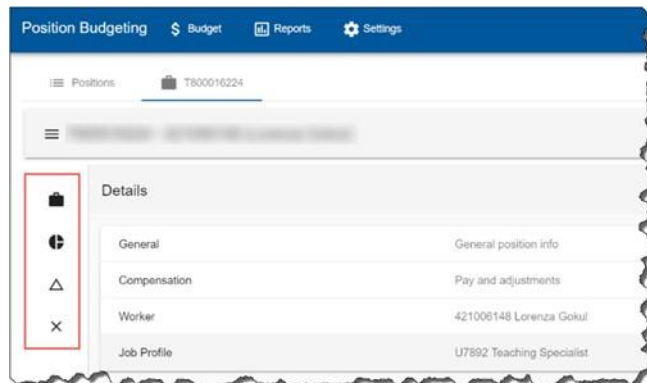 Position Budgeting $ Budget Reports Settings
Positions T800016224
Details
General General position info
Compensation Pay and adjustments
Worker 421006148 Lorenza Gokul
Job Profile U7892 Teaching Specialist